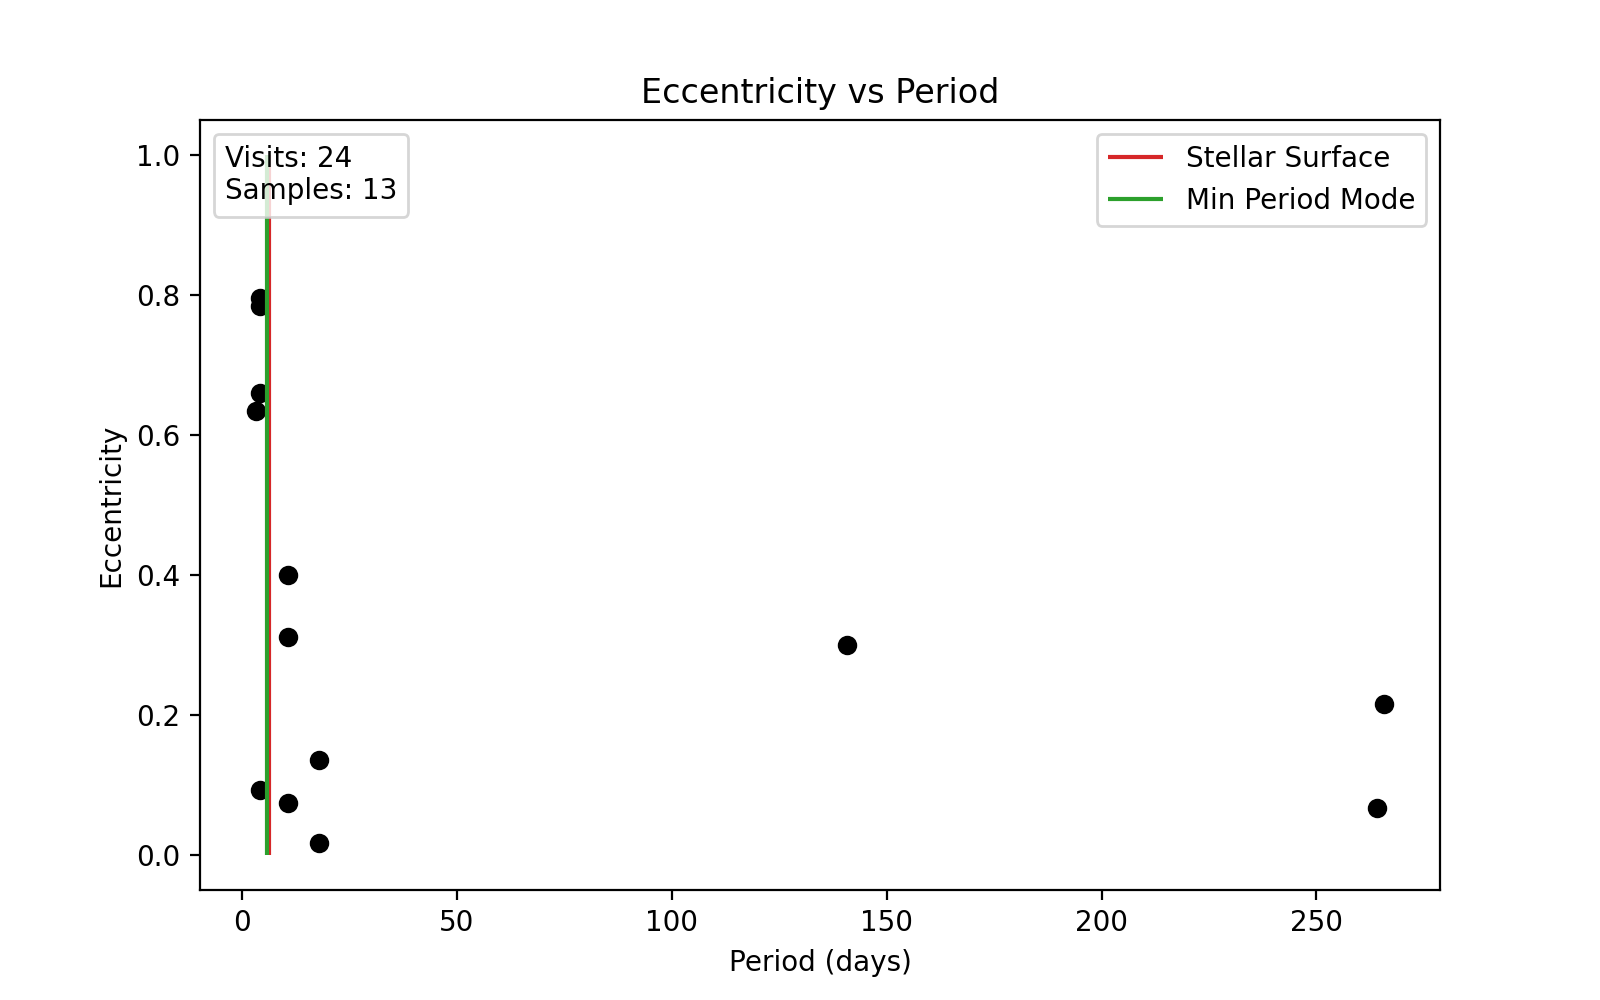 Eccentricity vs Period
Visits: 24
Samples: 13
Stellar Surface
Min Period Mode
1.0
0.8
0.6
0.4
0.2
0.0
Eccentricity
0
50
100
150
200
250
Period (days)